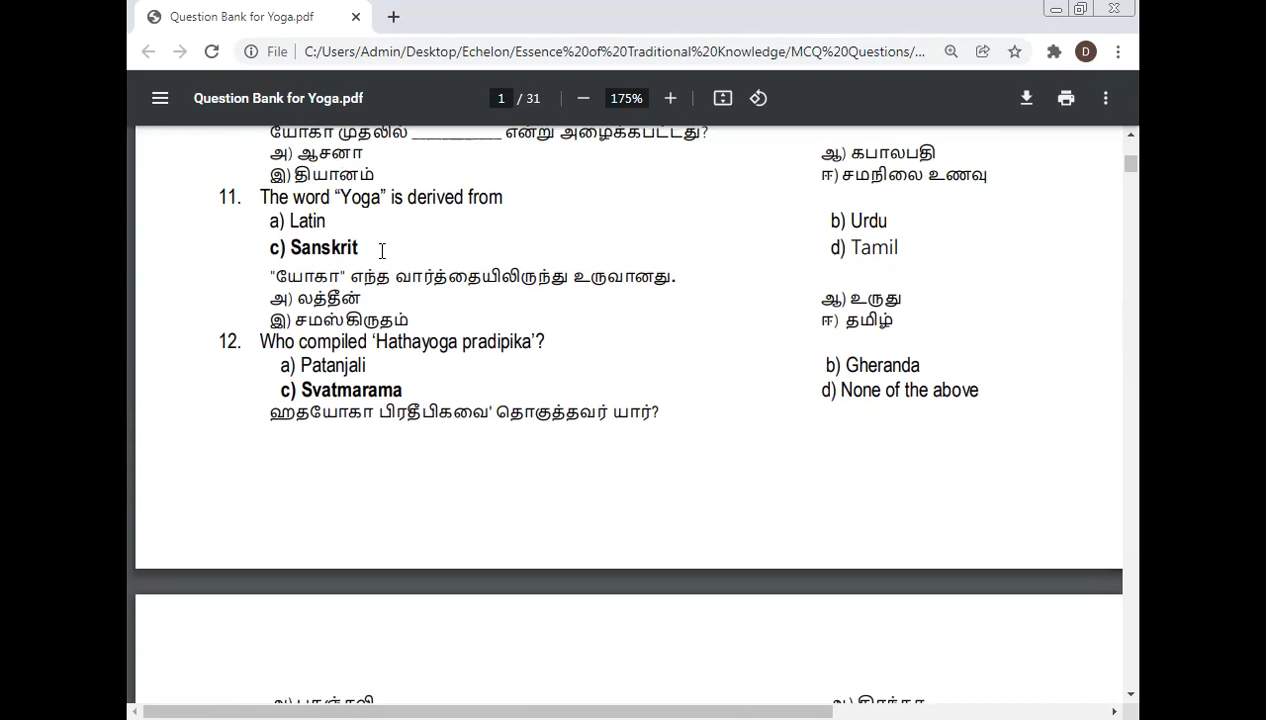 Question Bank for Yoga.pdf
File C:/Users/Admin/Desktop/Echelon/Essence%20of%20Traditional%20Knowledge/MCQ%20Questions/... D
Question Bank for Yoga.pdf 1 / 31 175%
யோகா முதலில் ____________ என்று அழைக்கபட்டது?
அ) ஆசனா ஆ) கபாலபதி
இ) தியானம் ஈ) சமநிலை உணவு
11. The word “Yoga” is derived from
a) Latin b) Urdu
c) Sanskrit d) Tamil
"யோகா" எந்த வார்த்தையிலிருந்து உருவானது.
அ) லத்தீன் ஆ) உருது
இ) சமஸ்கிருதம் ஈ) தமிழ்
12. Who compiled ‘Hathayoga pradipika’?
a) Patanjali b) Gheranda
c) Svatmarama d) None of the above
ஹதயோகா பிரதீபிகவை' தொகுத்தவர் யார்?